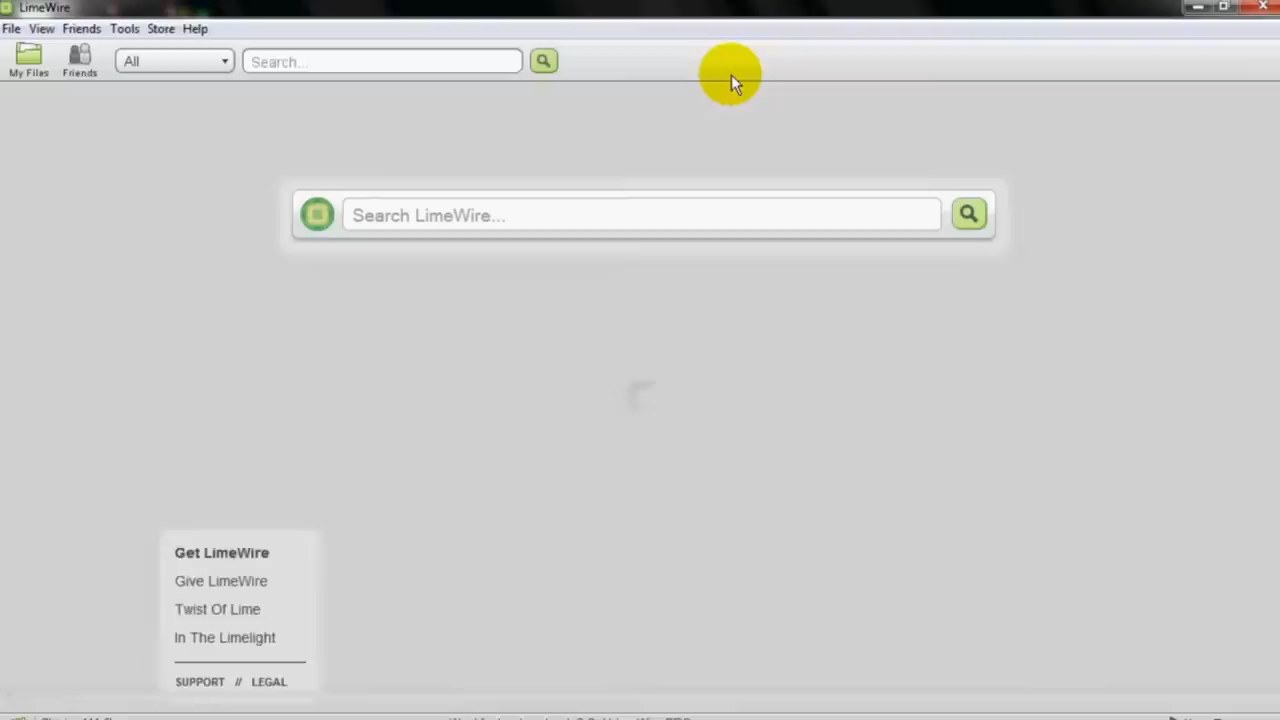 LimeWire
File View Friends Tools Store Help
My Files Friends All Search...
Search LimeWire...
Get LimeWire
Give LimeWire
Twist Of Lime
In The Limelight
SUPPORT // LEGAL